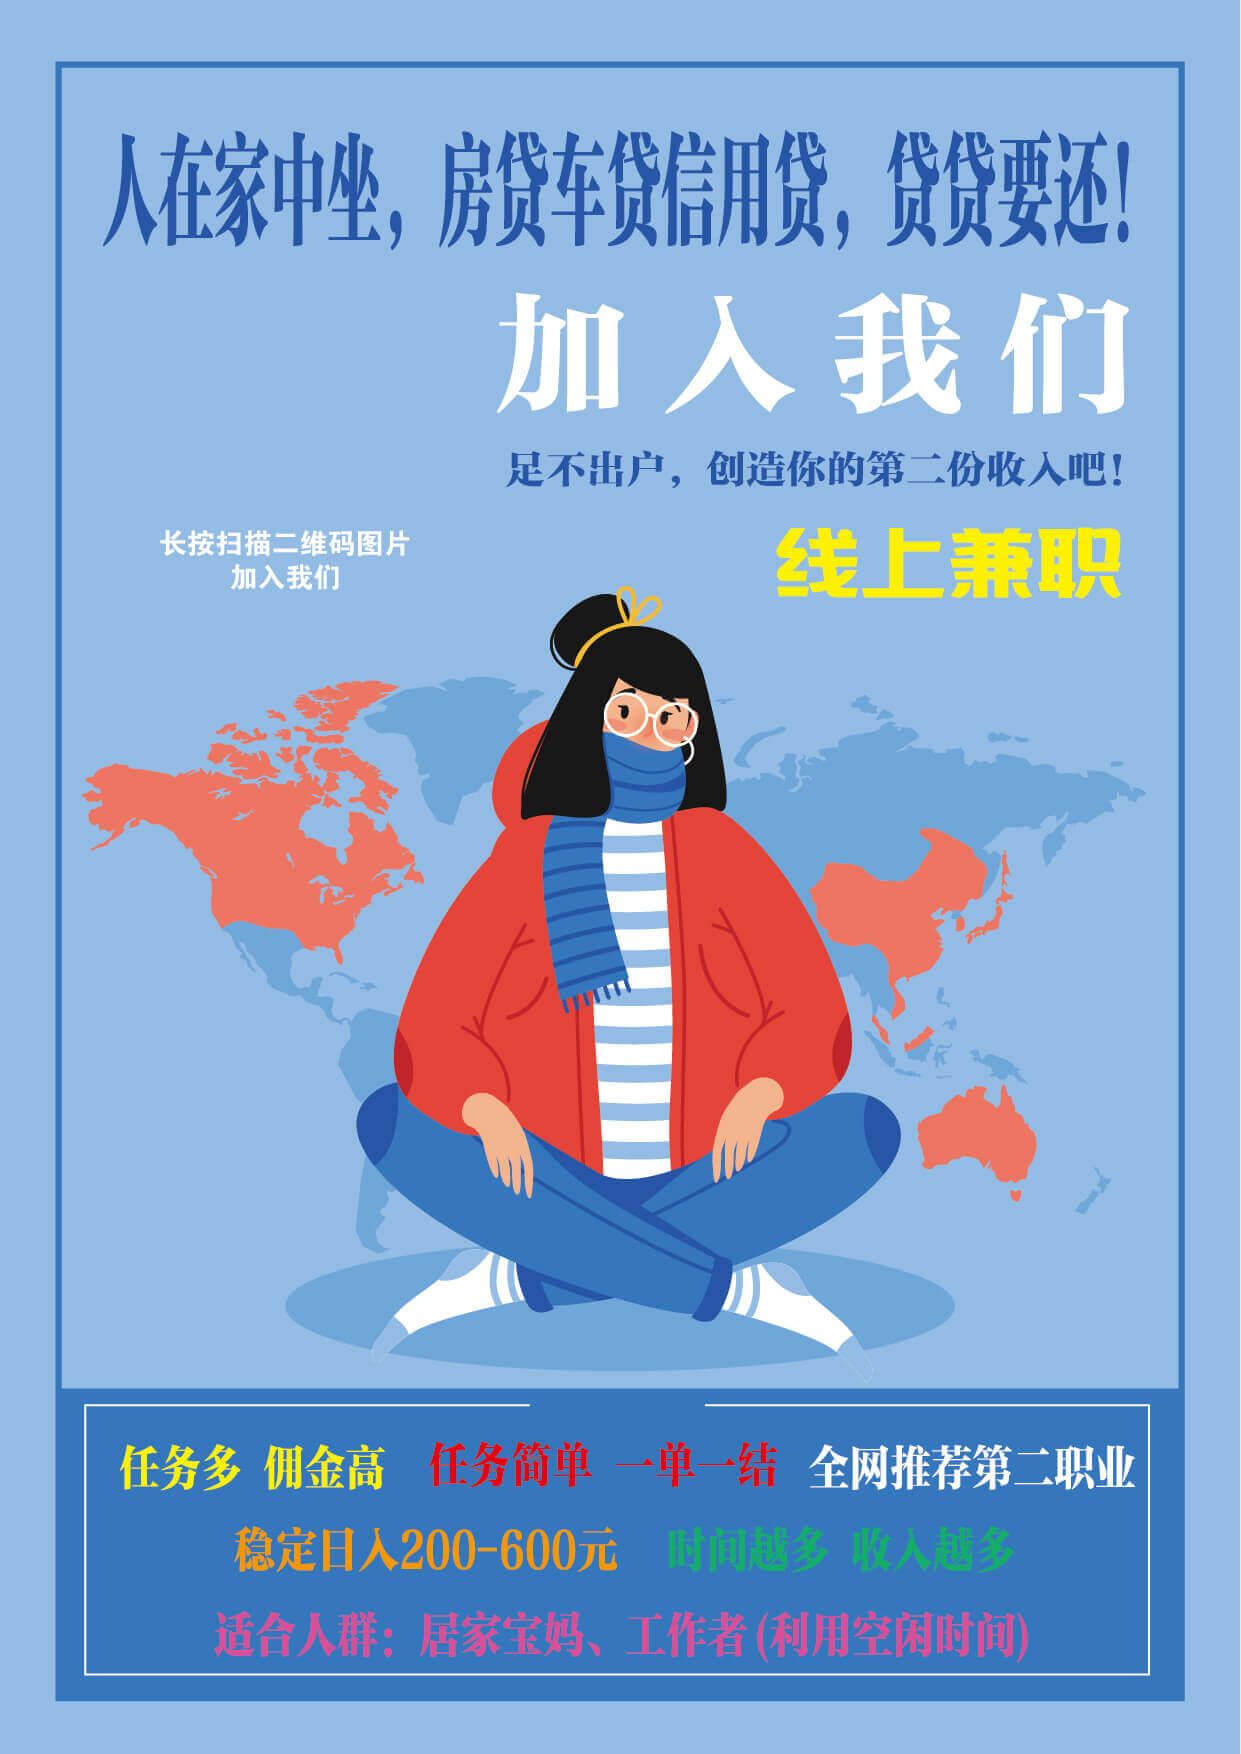 人在家中坐，房贷车贷信用贷，贷贷要还！
加入我们
足不出户，创造你的第二份收入吧！
线上兼职
长按扫描二维码图片
加入我们
任务多 佣金高 任务简单 一单一结 全网推荐第二职业
稳定日入200-600元 时间越多 收入越多
适合人群：居家宝妈、工作者(利用空闲时间)